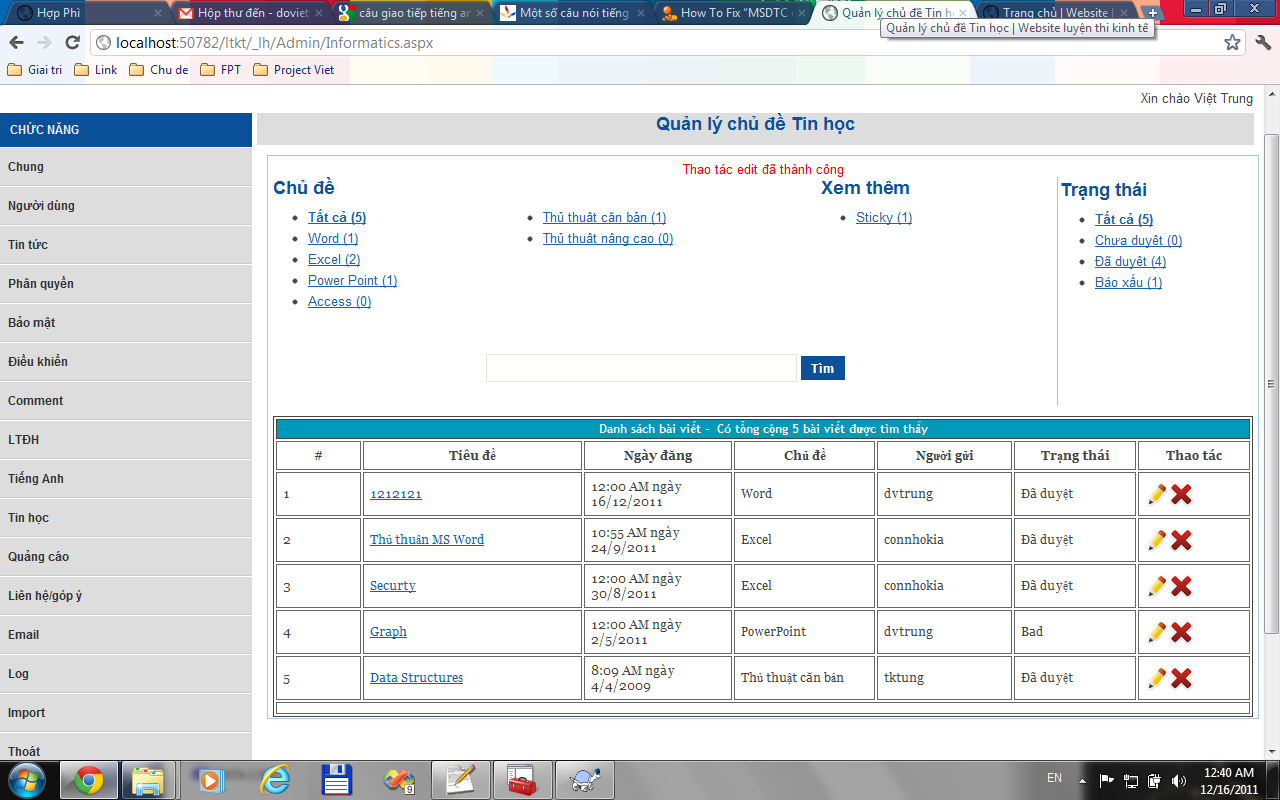 Hợp Phì
Hộp thư đến - doviet
câu giao tiếp tiếng an
Một số câu nói tiếng
How To Fix "MSDTC
Quản lý chủ đề Tin họ
Trang chủ | Website l
Quản lý chủ đề Tin học | Website luyện thi kinh tế
localhost:50782/ltkt/_lh/Admin/Informatics.aspx
Giai tri
Link
Chu de
FPT
Project Viet
Xin chào Việt Trung
CHỨC NĂNG
Chung
Người dùng
Tin tức
Phân quyền
Bảo mật
Điều khiển
Comment
LTĐH
Tiếng Anh
Tin học
Quảng cáo
Liên hệ/góp ý
Email
Log
Import
Thoát
Quản lý chủ đề Tin học
Thao tác edit đã thành công
Chủ đề
Tất cả (5)
Word (1)
Excel (2)
Power Point (1)
Access (0)
Thủ thuật căn bản (1)
Thủ thuật nâng cao (0)
Xem thêm
Sticky (1)
Trạng thái
Tất cả (5)
Chưa duyệt (0)
Đã duyệt (4)
Báo xấu (1)
Tìm
Danh sách bài viết - Có tổng cộng 5 bài viết được tìm thấy
# Tiêu đề Ngày đăng Chủ đề Người gửi Trạng thái Thao tác
1 1212121 12:00 AM ngày 16/12/2011 Word dvtrung Đã duyệt
2 Thủ thuân MS Word 10:55 AM ngày 24/9/2011 Excel connhokia Đã duyệt
3 Securty 12:00 AM ngày 30/8/2011 Excel connhokia Đã duyệt
4 Graph 12:00 AM ngày 2/5/2011 PowerPoint dvtrung Bad
5 Data Structures 8:09 AM ngày 4/4/2009 Thủ thuật căn bản tktung Đã duyệt
EN
12:40 AM
12/16/2011